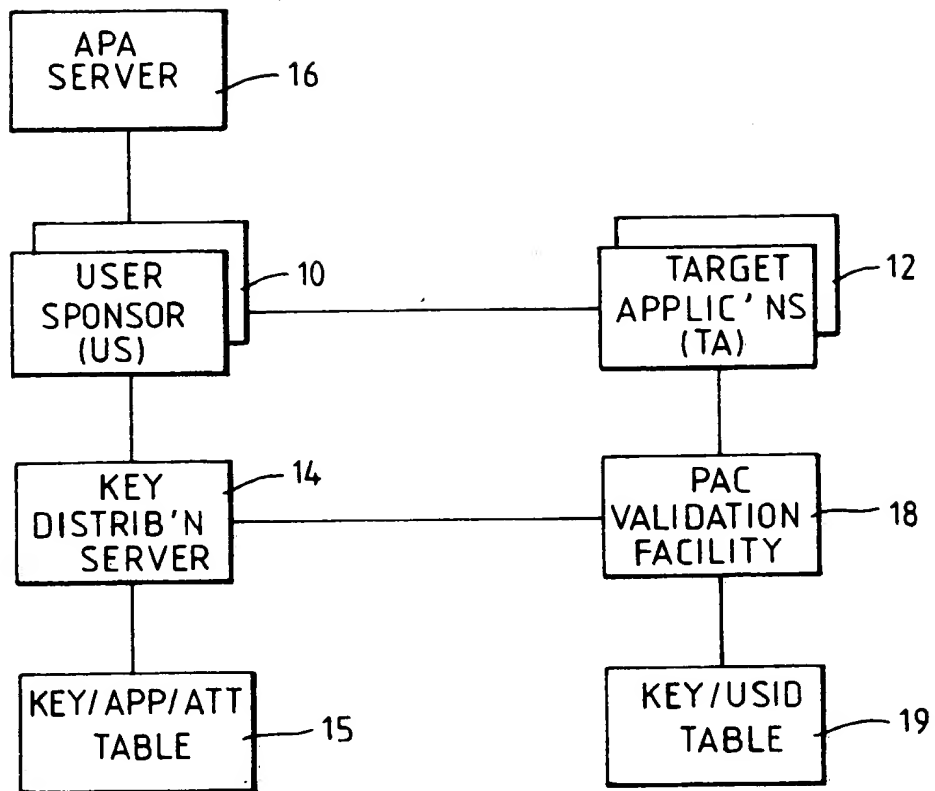 APA
SERVER
16
USER
SPONSOR
(US)
10
TARGET
APPLIC'NS
(TA)
12
KEY
DISTRIB'N
SERVER
14
PAC
VALIDATION
FACILITY
18
KEY/APP/ATT
TABLE
15
KEY/USID
TABLE
19